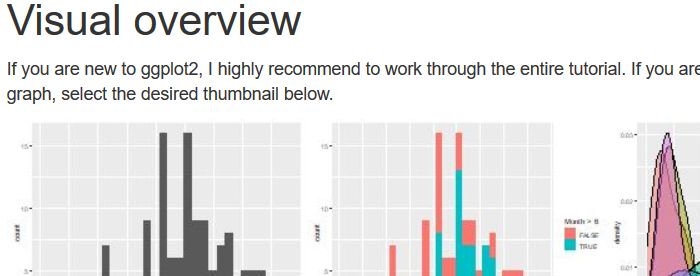 Visual overview
If you are new to ggplot2, I highly recommend to work through the entire tutorial. If you are
graph, select the desired thumbnail below.
15
10
5
count
15
10
5
count
Month > 6
FALSE
TRUE
0.03
0.02
0.01
density